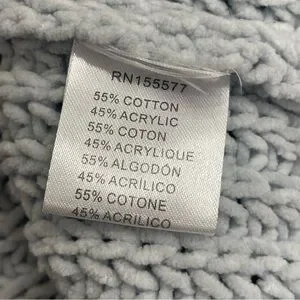 RN155577
55% COTTON
45% ACRYLIC
55% COTON
45% ACRYLIQUE
55% ALGODÓN
45% ACRÍLICO
55% COTONE
45% ACRILICO